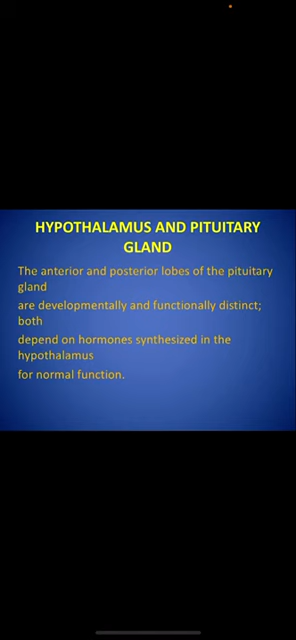 HYPOTHALAMUS AND PITUITARY
GLAND
The anterior and posterior lobes of the pituitary
gland
are developmentally and functionally distinct;
both
depend on hormones synthesized in the
hypothalamus
for normal function.